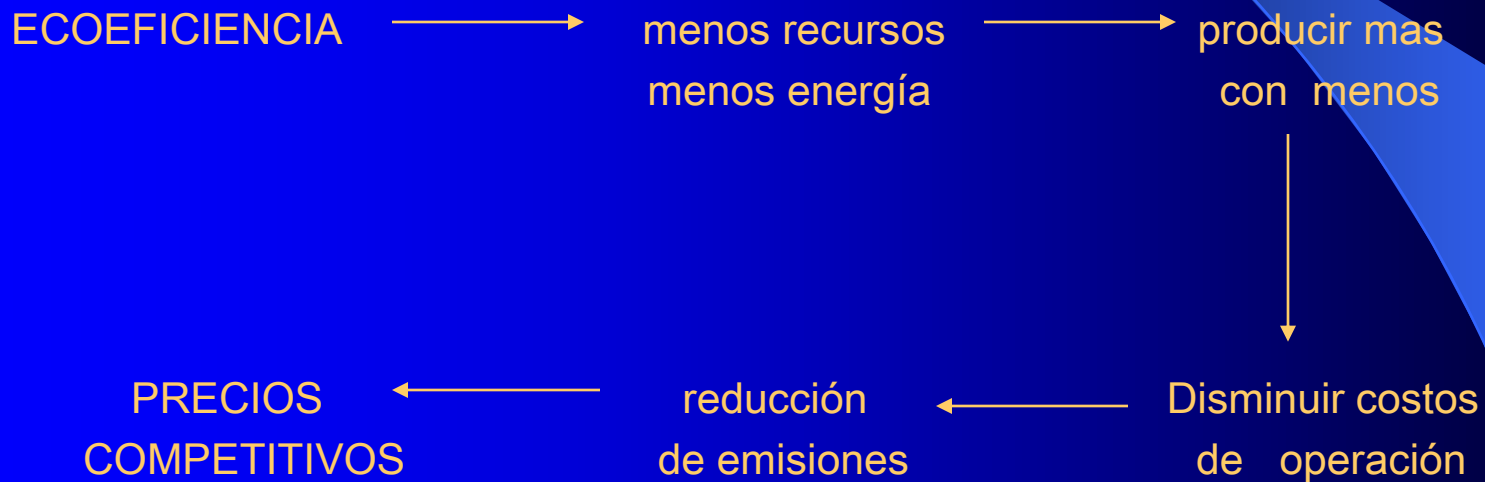 ECOEFICIENCIA
menos recursos
menos energía
producir mas
con menos
Disminuir costos
de operación
reducción
de emisiones
PRECIOS
COMPETITIVOS